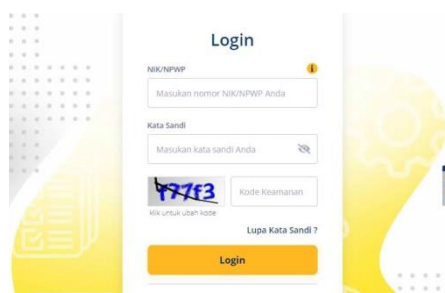 Login
NIK/NPWP
Masukan nomor NIK/NPWP Anda
Kata Sandi
Masukan kata sandi Anda
f77f3
Kode Keamanan
klik untuk ubah kode
Lupa Kata Sandi ?
Login